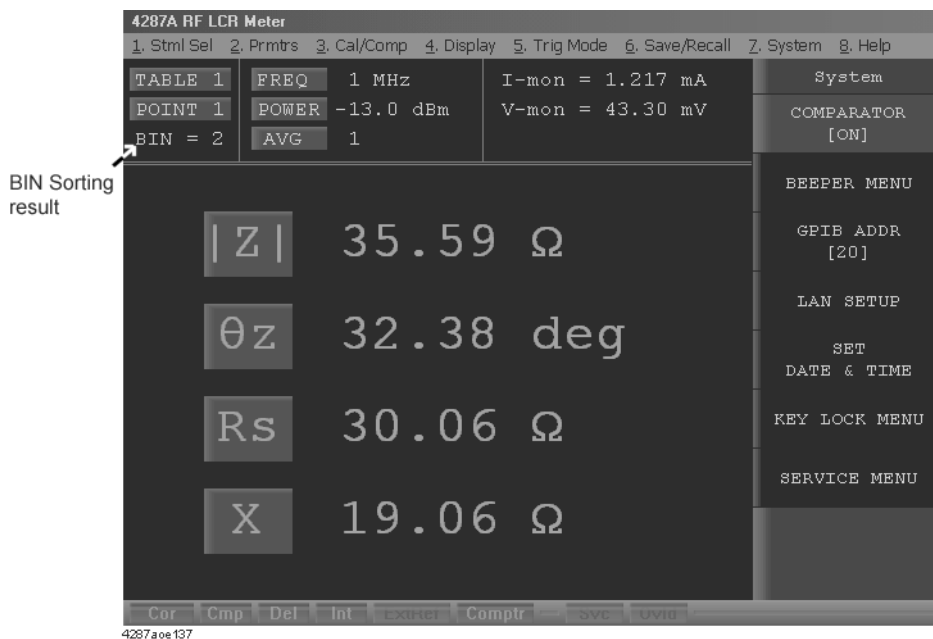 4287A RF LCR Meter
1. Stml Sel 2. Prmtrs 3. Cal/Comp 4. Display 5. Trig Mode 6. Save/Recall 7. System 8. Help
TABLE 1 FREQ 1 MHz I-mon = 1.217 mA
POINT 1 POWER -13.0 dBm V-mon = 43.30 mV
BIN = 2 AVG 1
System
COMPARATOR
[ON]
BEEPER MENU
GPIB ADDR
[20]
LAN SETUP
SET
DATE & TIME
KEY LOCK MENU
SERVICE MENU
BIN Sorting
result
|Z| 35.59 Ω
θz 32.38 deg
Rs 30.06 Ω
X 19.06 Ω
Cor Cmp Del Int ExtRef Comptr Svc Ovld
4287aoe137